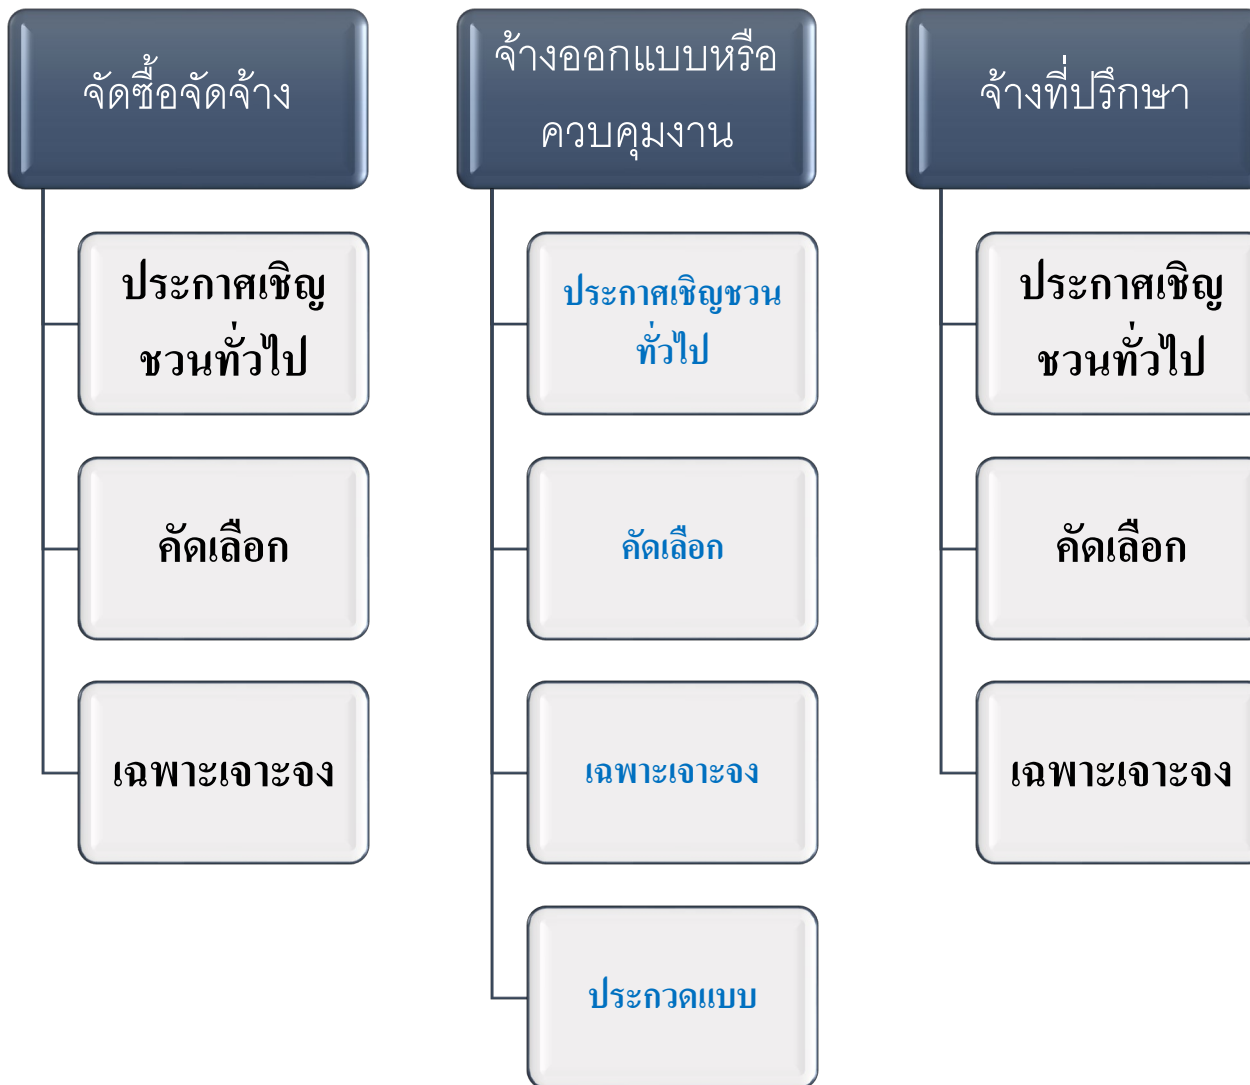 จัดซื้อจัดจ้าง
ประกาศเชิญ
ชวนทั่วไป
คัดเลือก
เฉพาะเจาะจง
จ้างออกแบบหรือ
ควบคุมงาน
ประกาศเชิญชวน
ทั่วไป
คัดเลือก
เฉพาะเจาะจง
ประกวดแบบ
จ้างที่ปรึกษา
ประกาศเชิญ
ชวนทั่วไป
คัดเลือก
เฉพาะเจาะจง